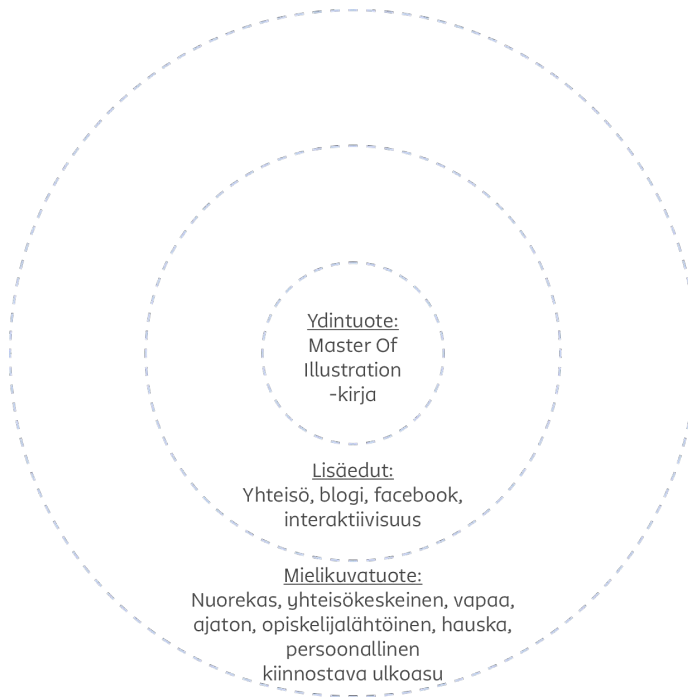 Ydintuote:
Master Of
Illustration
-kirja
Lisäedut:
Yhteisö, blogi, facebook,
interaktiivisuus
Mielikuvatuote:
Nuorekas, yhteisökeskeinen, vapaa,
ajaton, opiskelijalähtöinen, hauska,
persoonallinen
kiinnostava ulkoasu